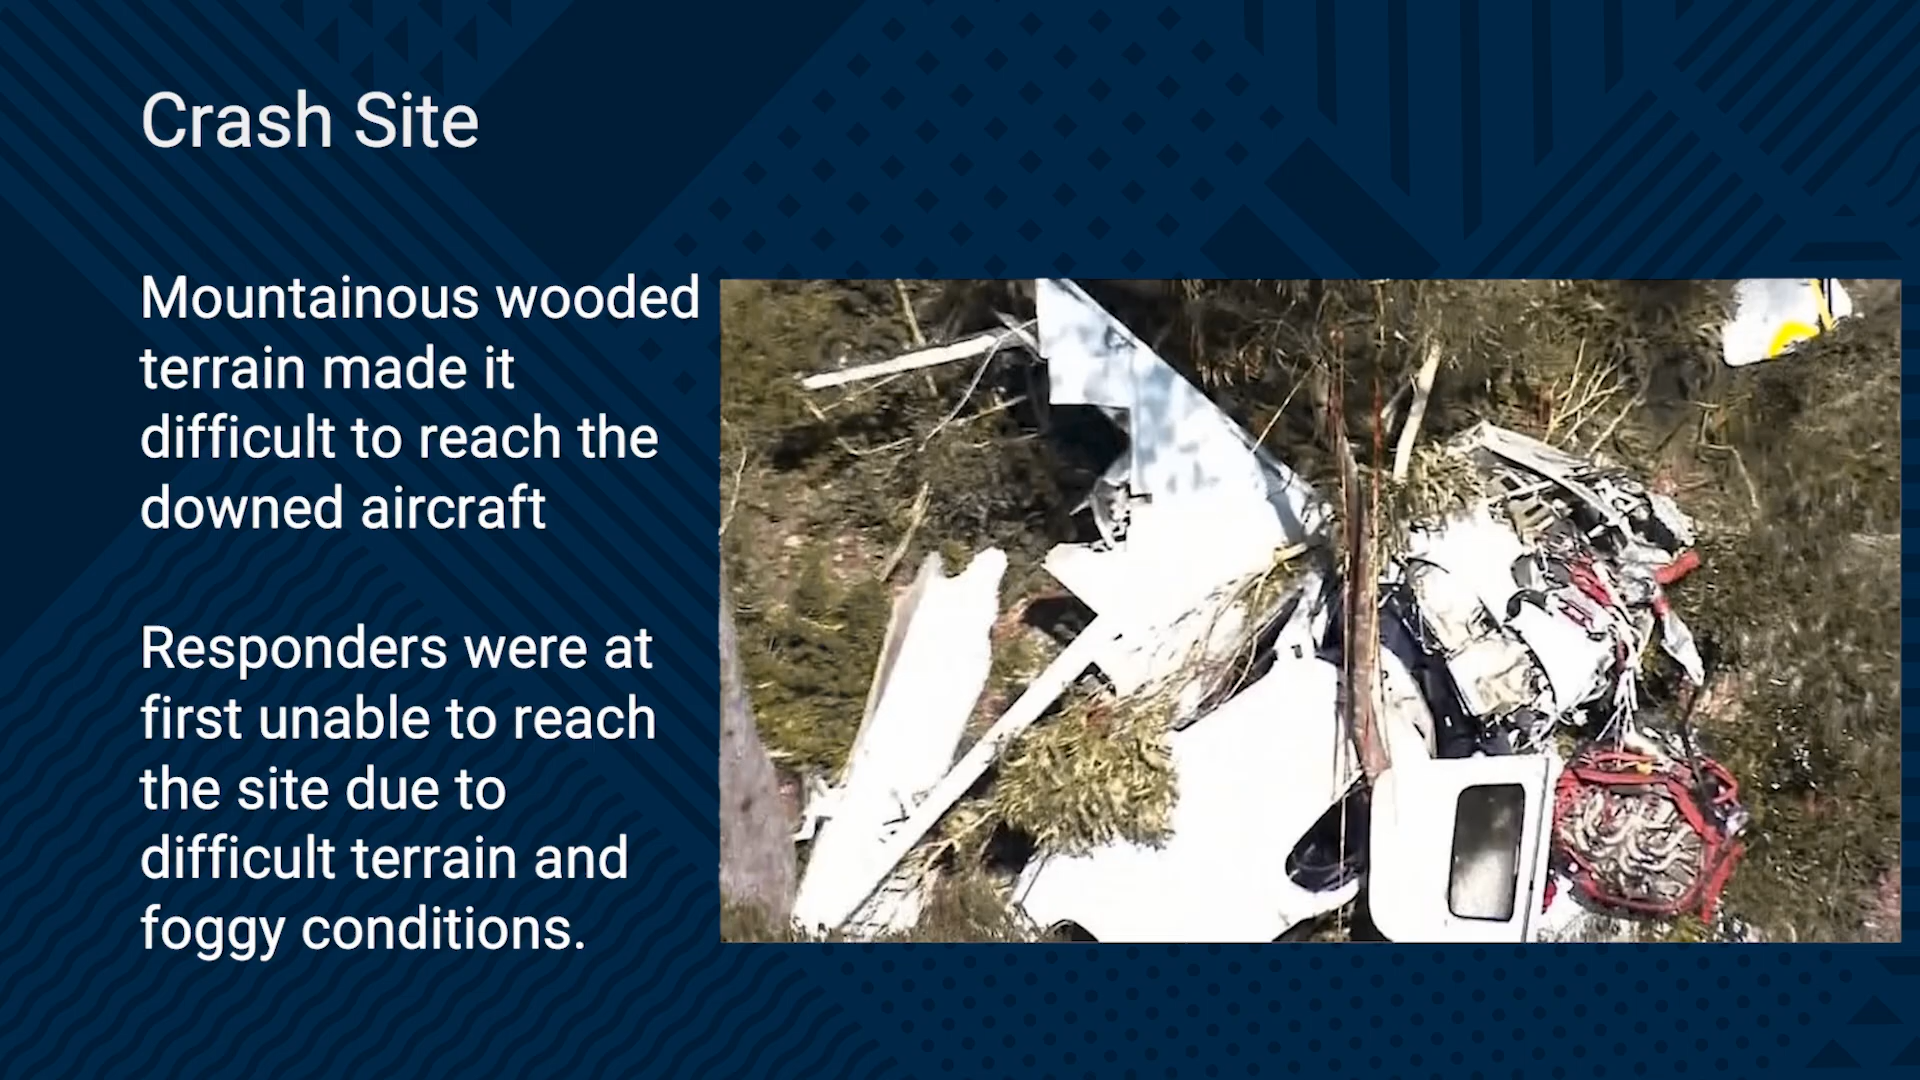 Crash Site
Mountainous wooded
terrain made it
difficult to reach the
downed aircraft
Responders were at
first unable to reach
the site due to
difficult terrain and
foggy conditions.